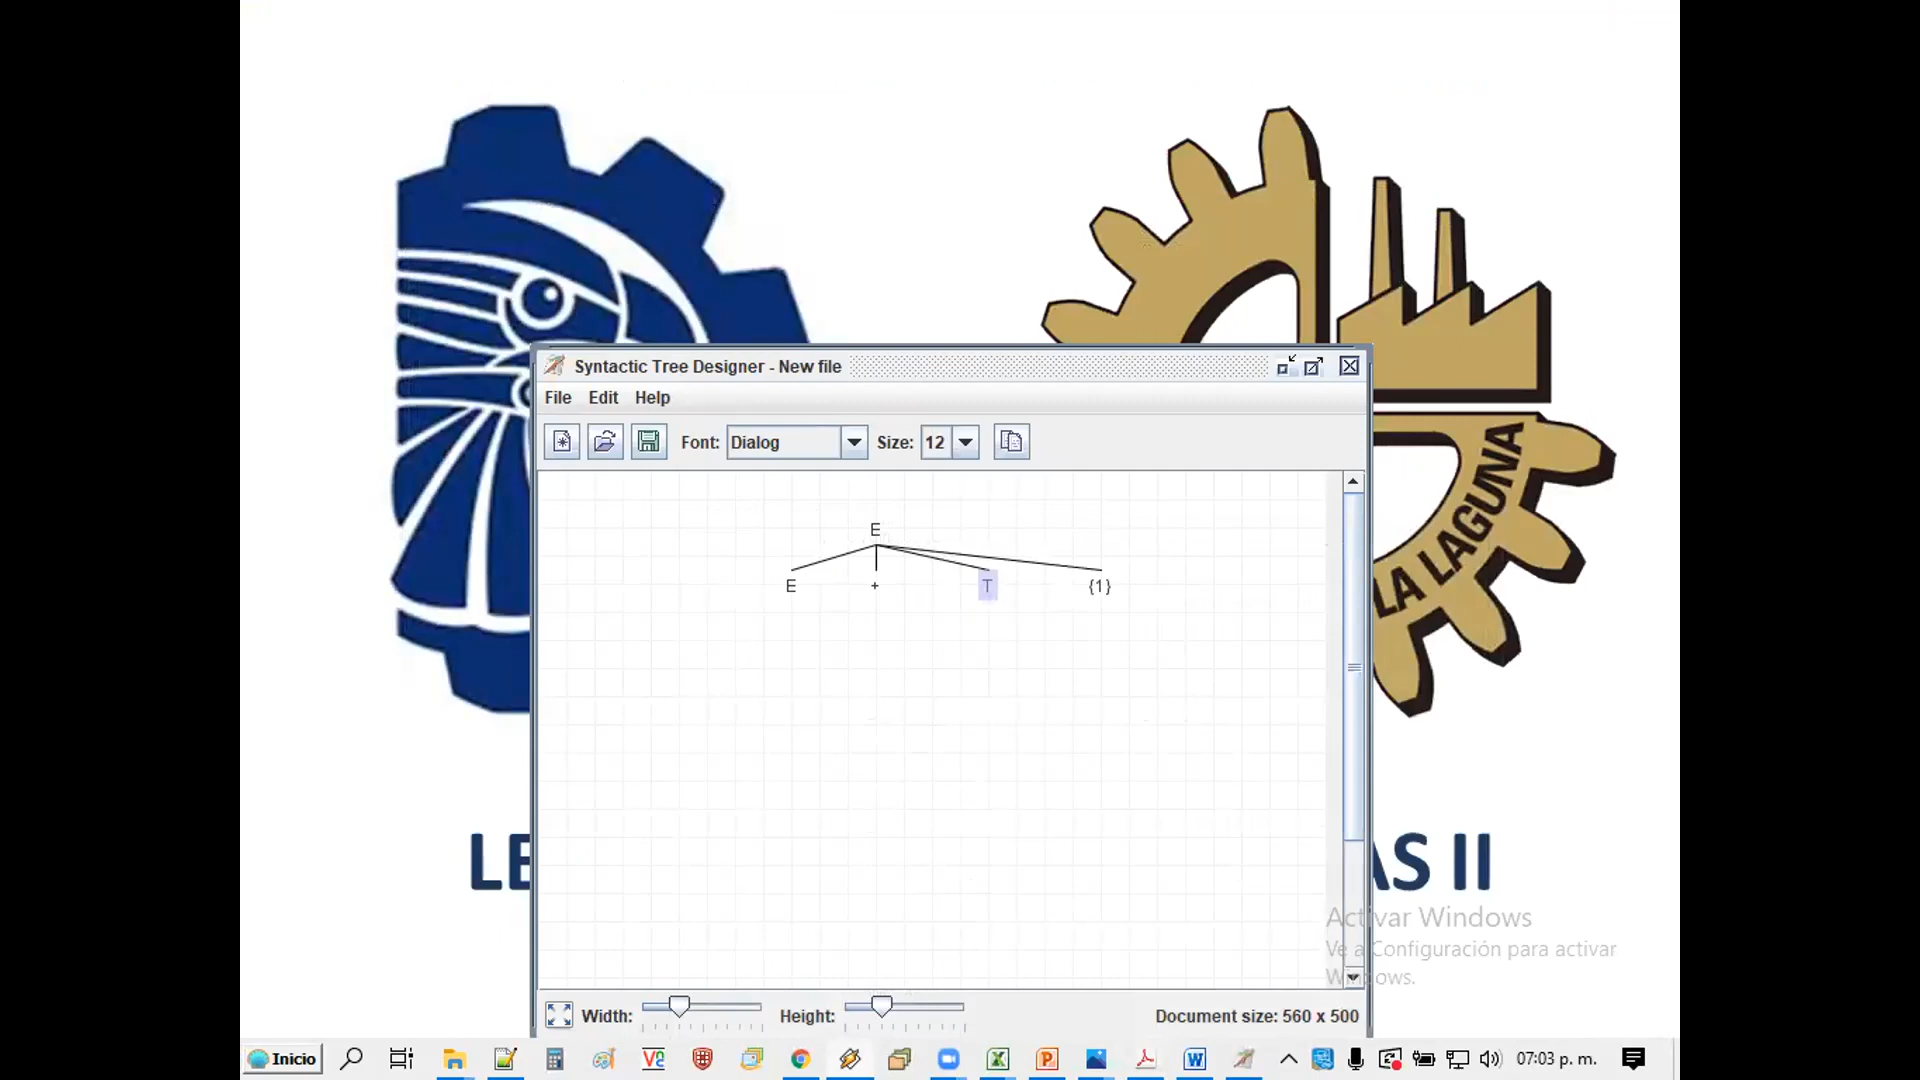 Syntactic Tree Designer - New file
File Edit Help
Font: Dialog Size: 12
E
E + T {1}
LA LAGUNA
LE
AS II
Activar Windows
Ve a Configuración para activar
Windows.
Width: Height: Document size: 560 x 500
Inicio 07:03 p. m.